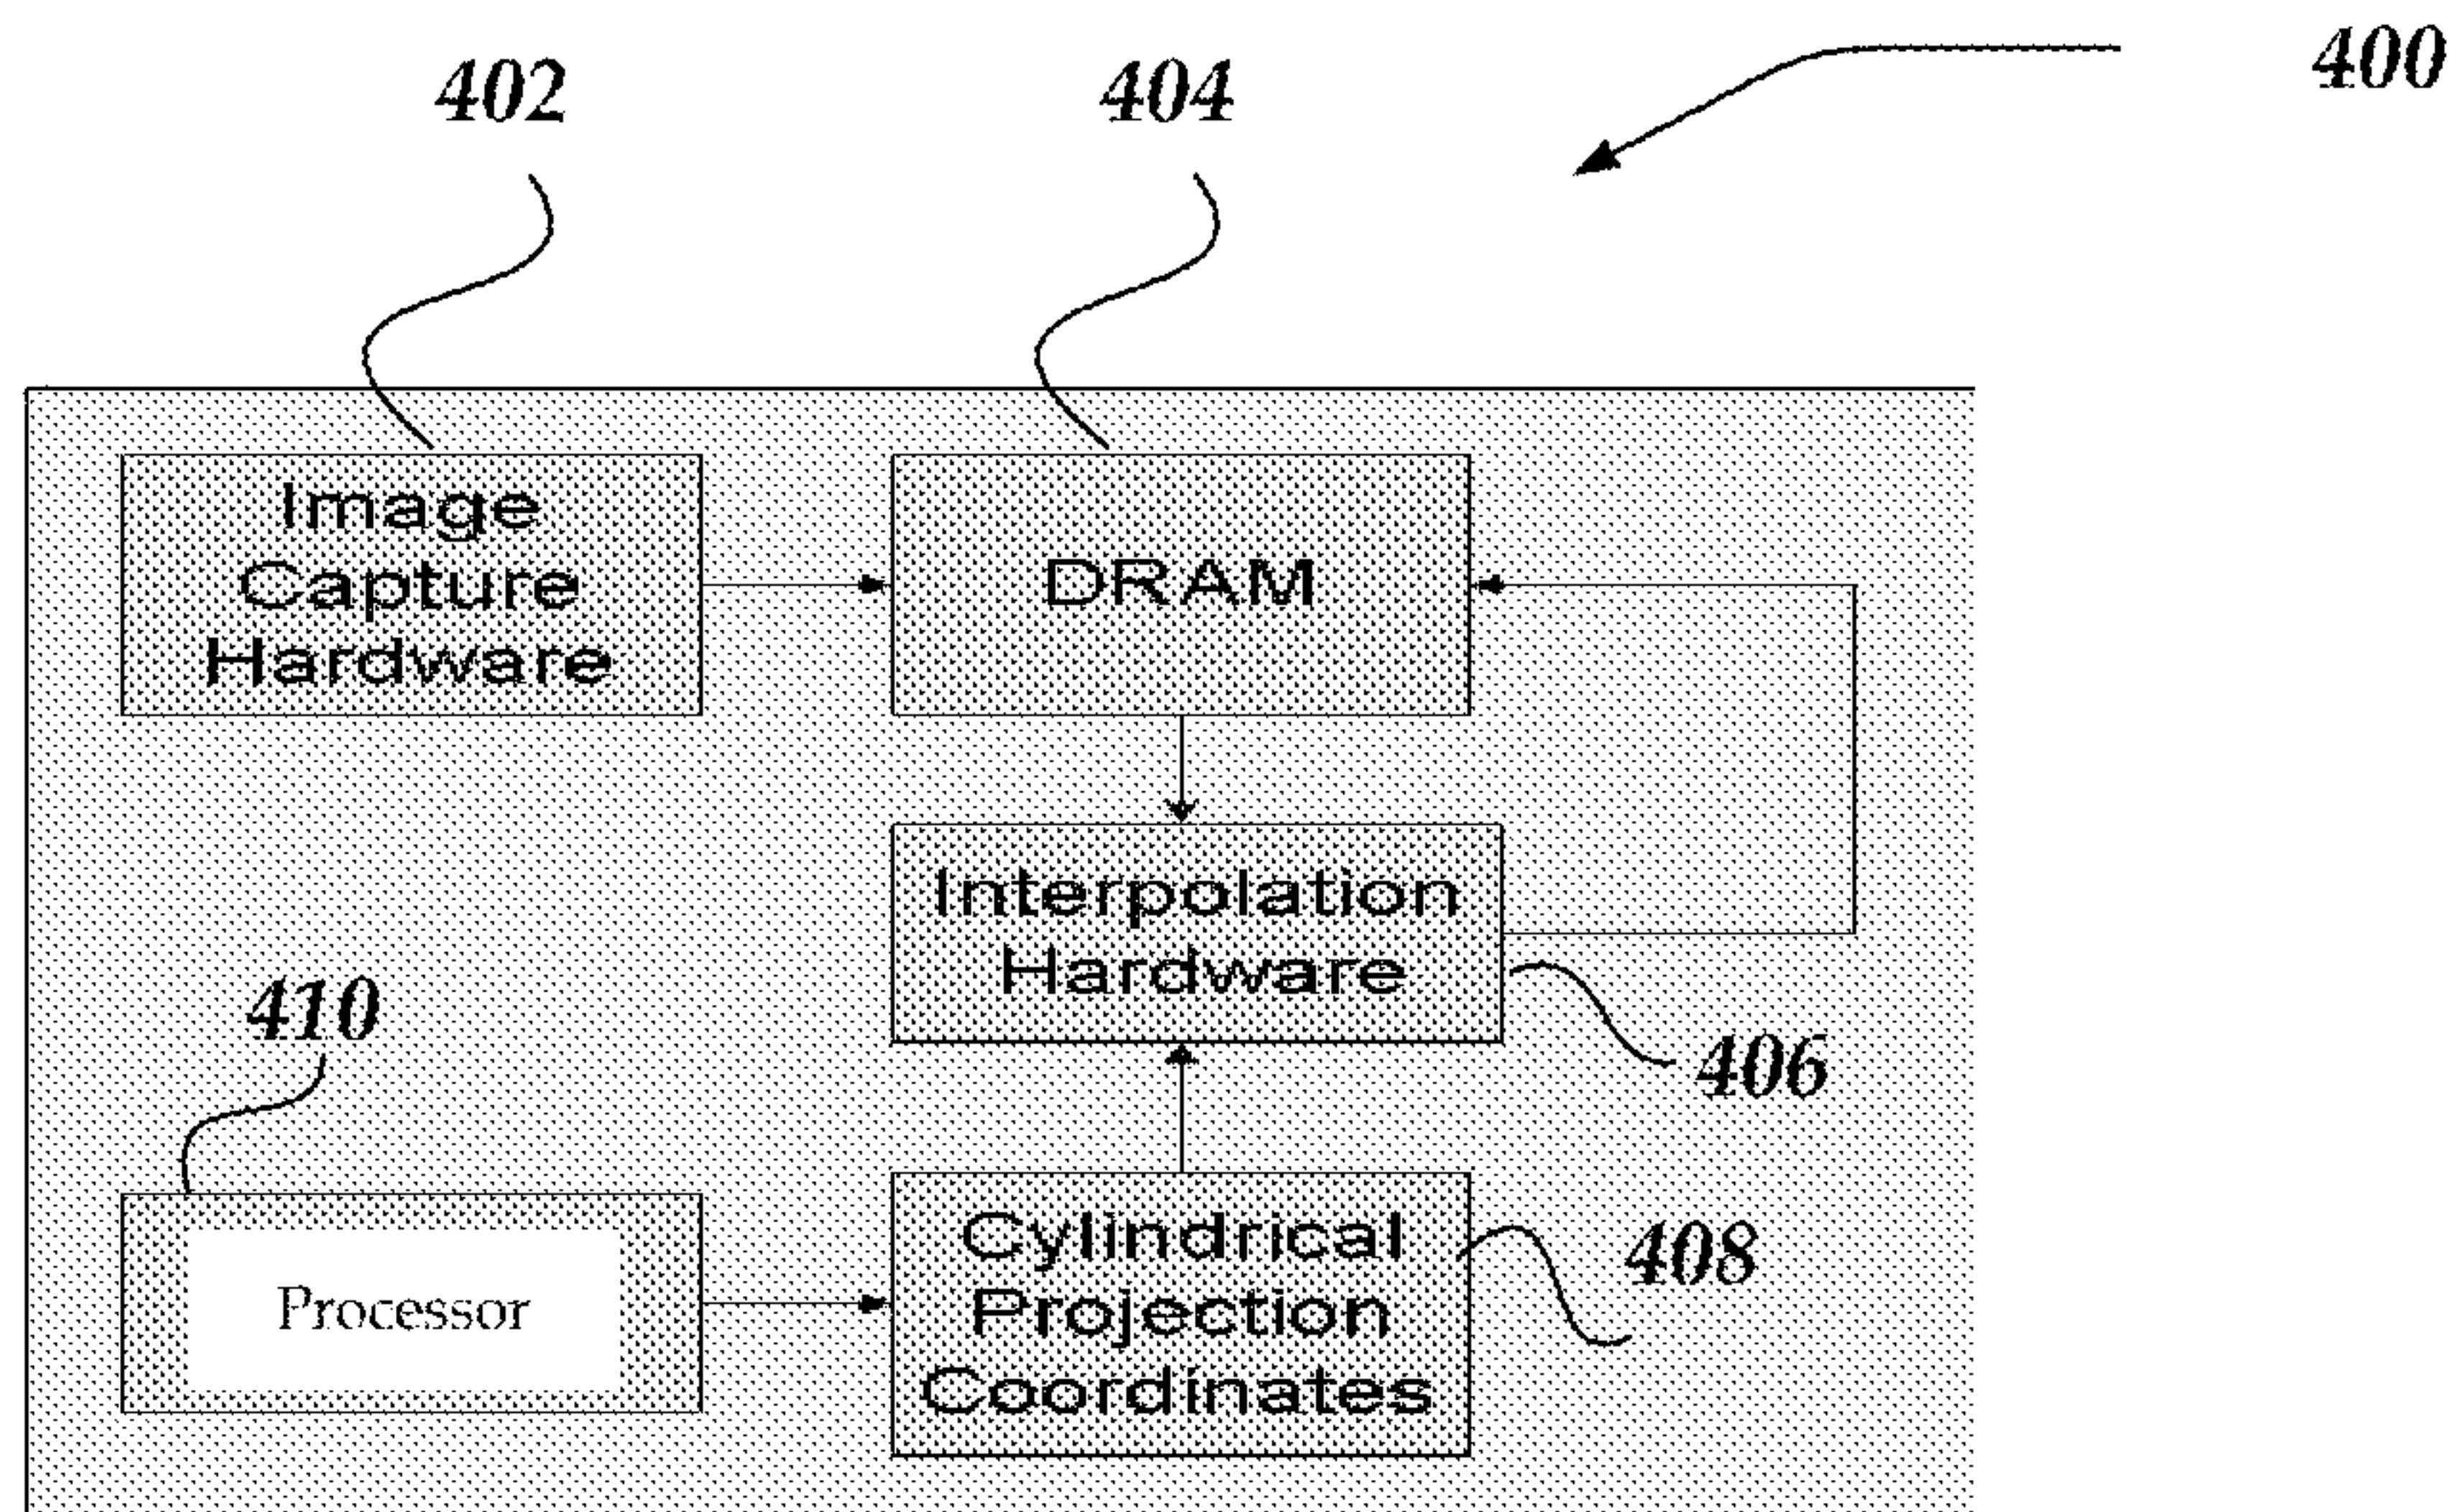 400
402
404
Image
Capture
Hardware
DRAM
Interpolation
Hardware
410
406
Processor
Cylindrical
Projection
Coordinates
408